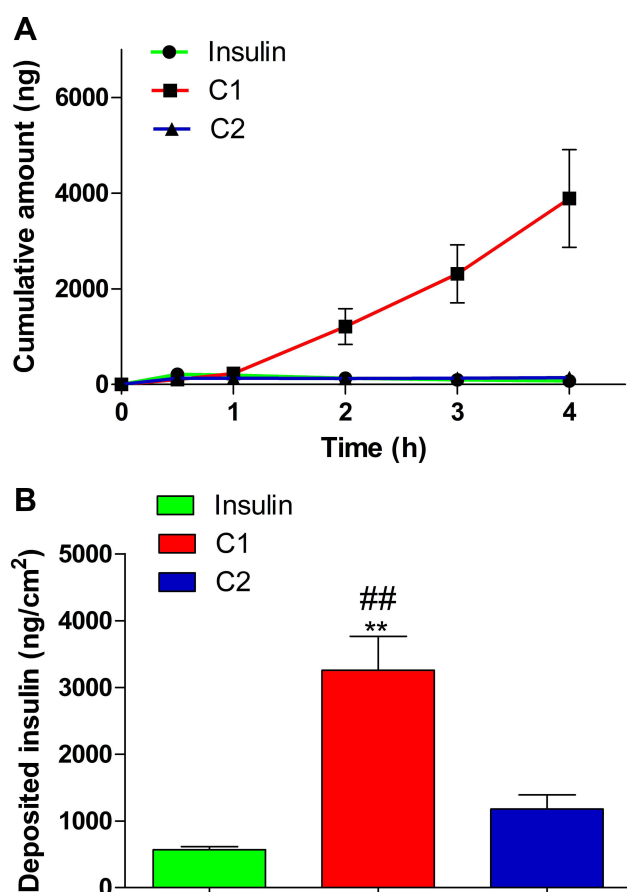 A
Insulin
C1
C2
Cumulative amount (ng)
6000
4000
2000
0
0 1 2 3 4
Time (h)
B
Insulin
C1
C2
Deposited insulin (ng/cm²)
5000
4000
3000
2000
1000
0
##
**